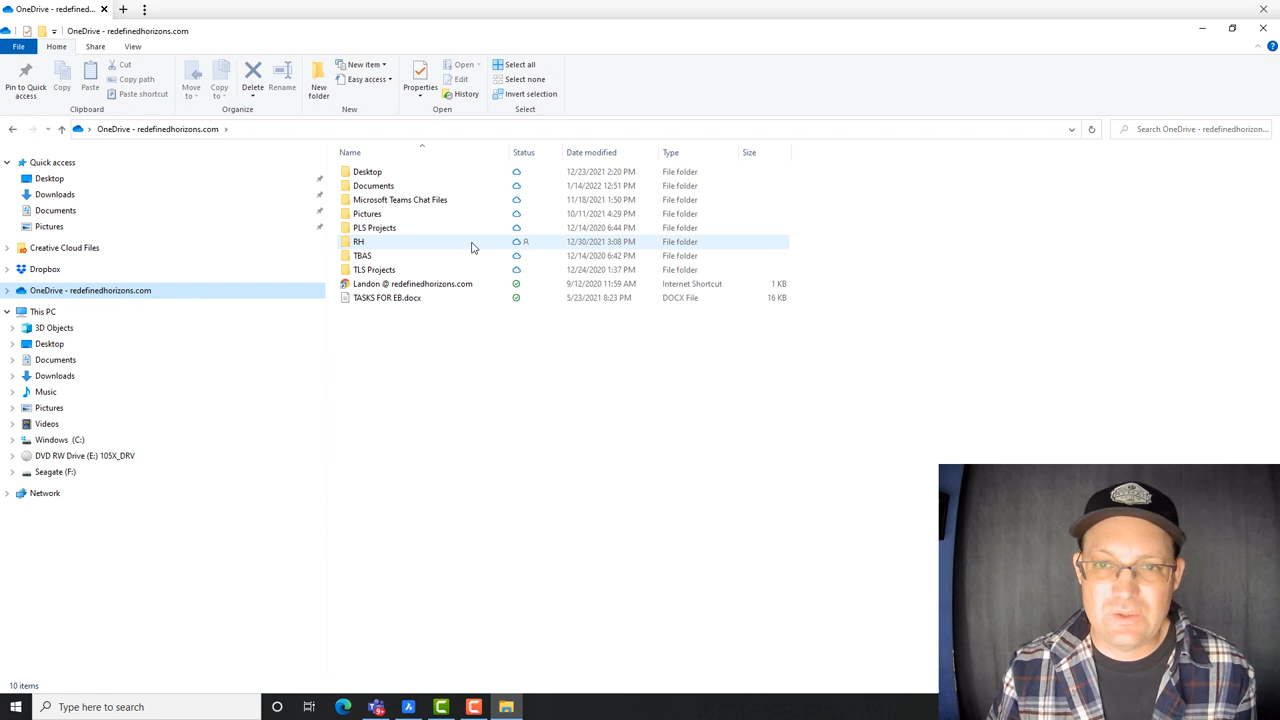 OneDrive - redefined...
OneDrive - redefinedhorizons.com
File Home Share View
Pin to Quick access
Copy
Paste
Cut
Copy path
Paste shortcut
Move to
Copy to
Delete
Rename
New folder
New item
Easy access
Properties
Open
Edit
History
Select all
Select none
Invert selection
Clipboard Organize New Open Select
OneDrive - redefinedhorizons.com
Search OneDrive - redefinedhorizon...
Quick access
Desktop
Downloads
Documents
Pictures
Creative Cloud Files
Dropbox
OneDrive - redefinedhorizons.com
This PC
3D Objects
Desktop
Documents
Downloads
Music
Pictures
Videos
Windows (C:)
DVD RW Drive (E:) 105X_DRV
Seagate (F:)
Network
Name Status Date modified Type Size
Desktop 12/23/2021 2:20 PM File folder
Documents 1/14/2022 12:51 PM File folder
Microsoft Teams Chat Files 11/18/2021 1:50 PM File folder
Pictures 10/11/2021 4:29 PM File folder
PLS Projects 12/14/2020 6:44 PM File folder
RH 12/30/2021 3:08 PM File folder
TBAS 12/14/2020 6:42 PM File folder
TLS Projects 12/24/2020 1:37 PM File folder
Landon @ redefinedhorizons.com 9/12/2020 11:59 AM Internet Shortcut 1 KB
TASKS FOR EB.docx 5/23/2021 8:23 PM DOCX File 16 KB
10 items
Type here to search